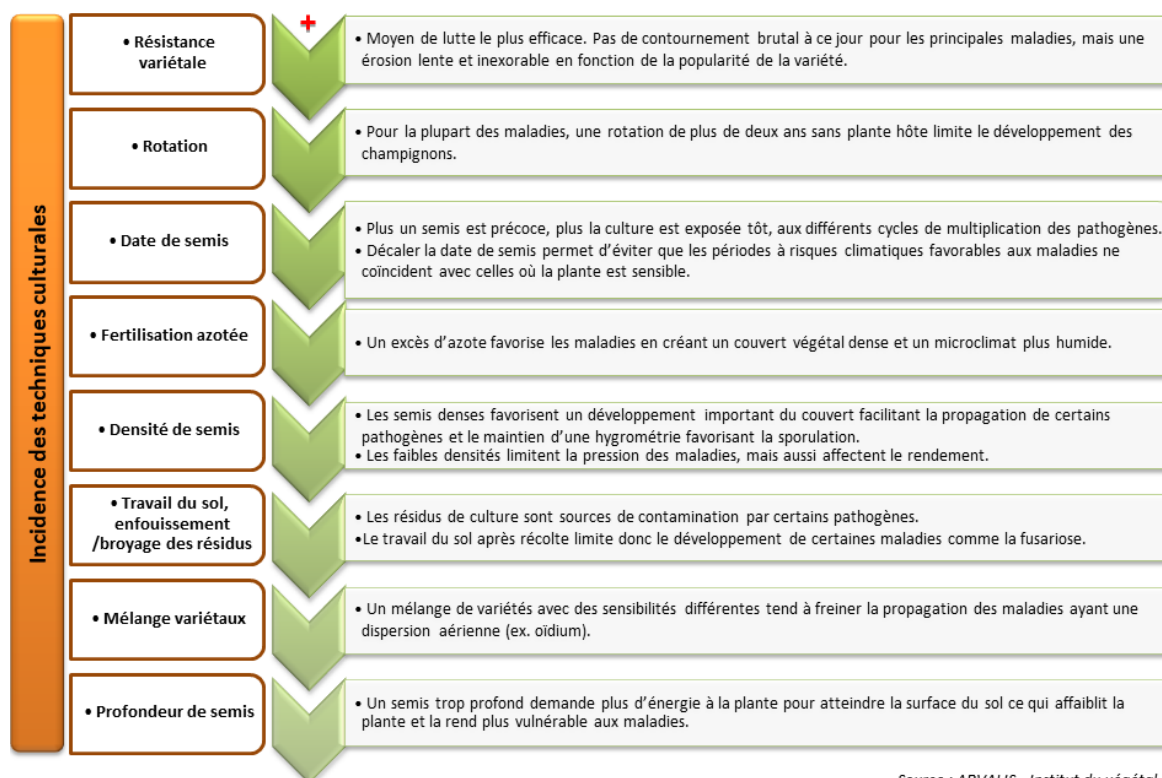 Incidence des techniques culturales
• Résistance
variétale
+
• Moyen de lutte le plus efficace. Pas de contournement brutal à ce jour pour les principales maladies, mais une
érosion lente et inexorable en fonction de la popularité de la variété.
• Rotation
• Pour la plupart des maladies, une rotation de plus de deux ans sans plante hôte limite le développement des
champignons.
• Date de semis
• Plus un semis est précoce, plus la culture est exposée tôt, aux différents cycles de multiplication des pathogènes.
• Décaler la date de semis permet d’éviter que les périodes à risques climatiques favorables aux maladies ne
coïncident avec celles où la plante est sensible.
• Fertilisation azotée
• Un excès d’azote favorise les maladies en créant un couvert végétal dense et un microclimat plus humide.
• Densité de semis
• Les semis denses favorisent un développement important du couvert facilitant la propagation de certains
pathogènes et le maintien d’une hygrométrie favorisant la sporulation.
• Les faibles densités limitent la pression des maladies, mais aussi affectent le rendement.
• Travail du sol,
enfouissement
/broyage des résidus
• Les résidus de culture sont sources de contamination par certains pathogènes.
•Le travail du sol après récolte limite donc le développement de certaines maladies comme la fusariose.
• Mélange variétaux
• Un mélange de variétés avec des sensibilités différentes tend à freiner la propagation des maladies ayant une
dispersion aérienne (ex. oïdium).
• Profondeur de semis
• Un semis trop profond demande plus d’énergie à la plante pour atteindre la surface du sol ce qui affaiblit la
plante et la rend plus vulnérable aux maladies.
Source : ARVALIS - Institut du végétal